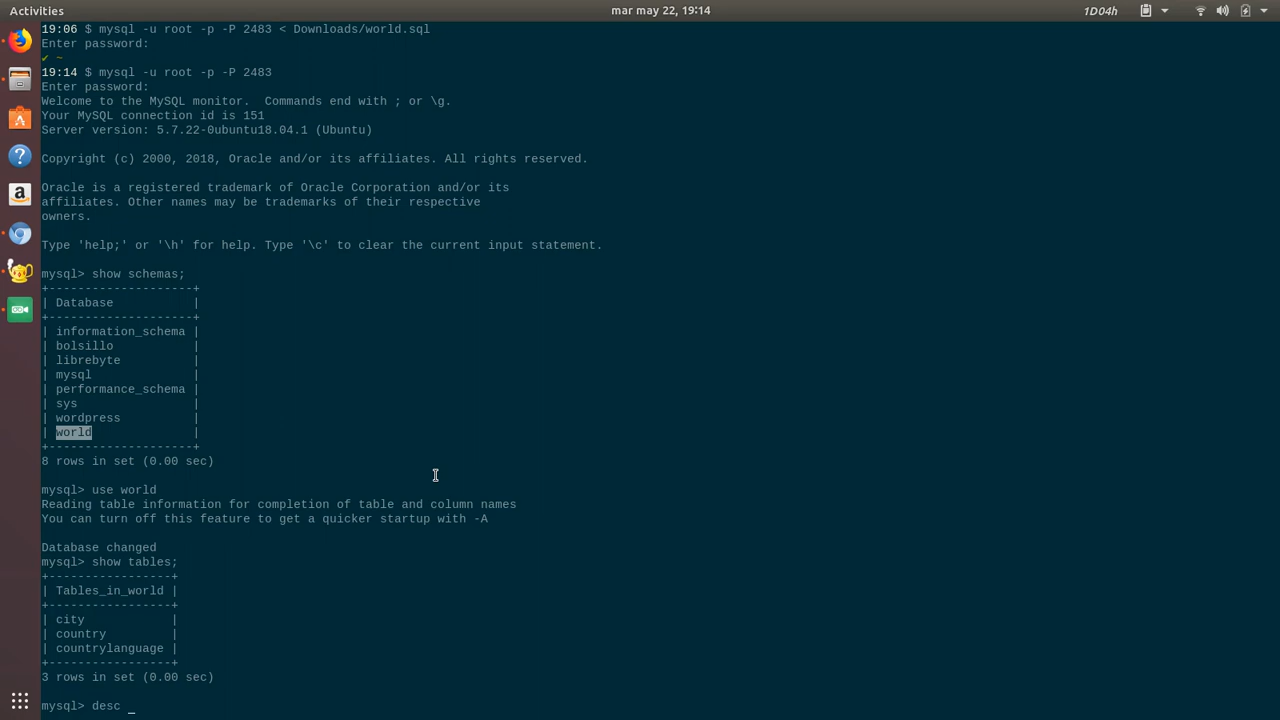 Activities
mar may 22, 19:14
1D04h
19:06 $ mysql -u root -p -P 2483 < Downloads/world.sql
Enter password:
✔ ~
19:14 $ mysql -u root -p -P 2483
Enter password:
Welcome to the MySQL monitor.  Commands end with ; or \g.
Your MySQL connection id is 151
Server version: 5.7.22-0ubuntu18.04.1 (Ubuntu)
Copyright (c) 2000, 2018, Oracle and/or its affiliates. All rights reserved.
Oracle is a registered trademark of Oracle Corporation and/or its
affiliates. Other names may be trademarks of their respective
owners.
Type 'help;' or '\h' for help. Type '\c' to clear the current input statement.
mysql> show schemas;
+--------------------+
| Database           |
+--------------------+
| information_schema |
| bolsillo           |
| librebyte          |
| mysql              |
| performance_schema |
| sys                |
| wordpress          |
| world              |
+--------------------+
8 rows in set (0.00 sec)
mysql> use world
Reading table information for completion of table and column names
You can turn off this feature to get a quicker startup with -A
Database changed
mysql> show tables;
+-----------------+
| Tables_in_world |
+-----------------+
| city            |
| country         |
| countrylanguage |
+-----------------+
3 rows in set (0.00 sec)
mysql> desc _